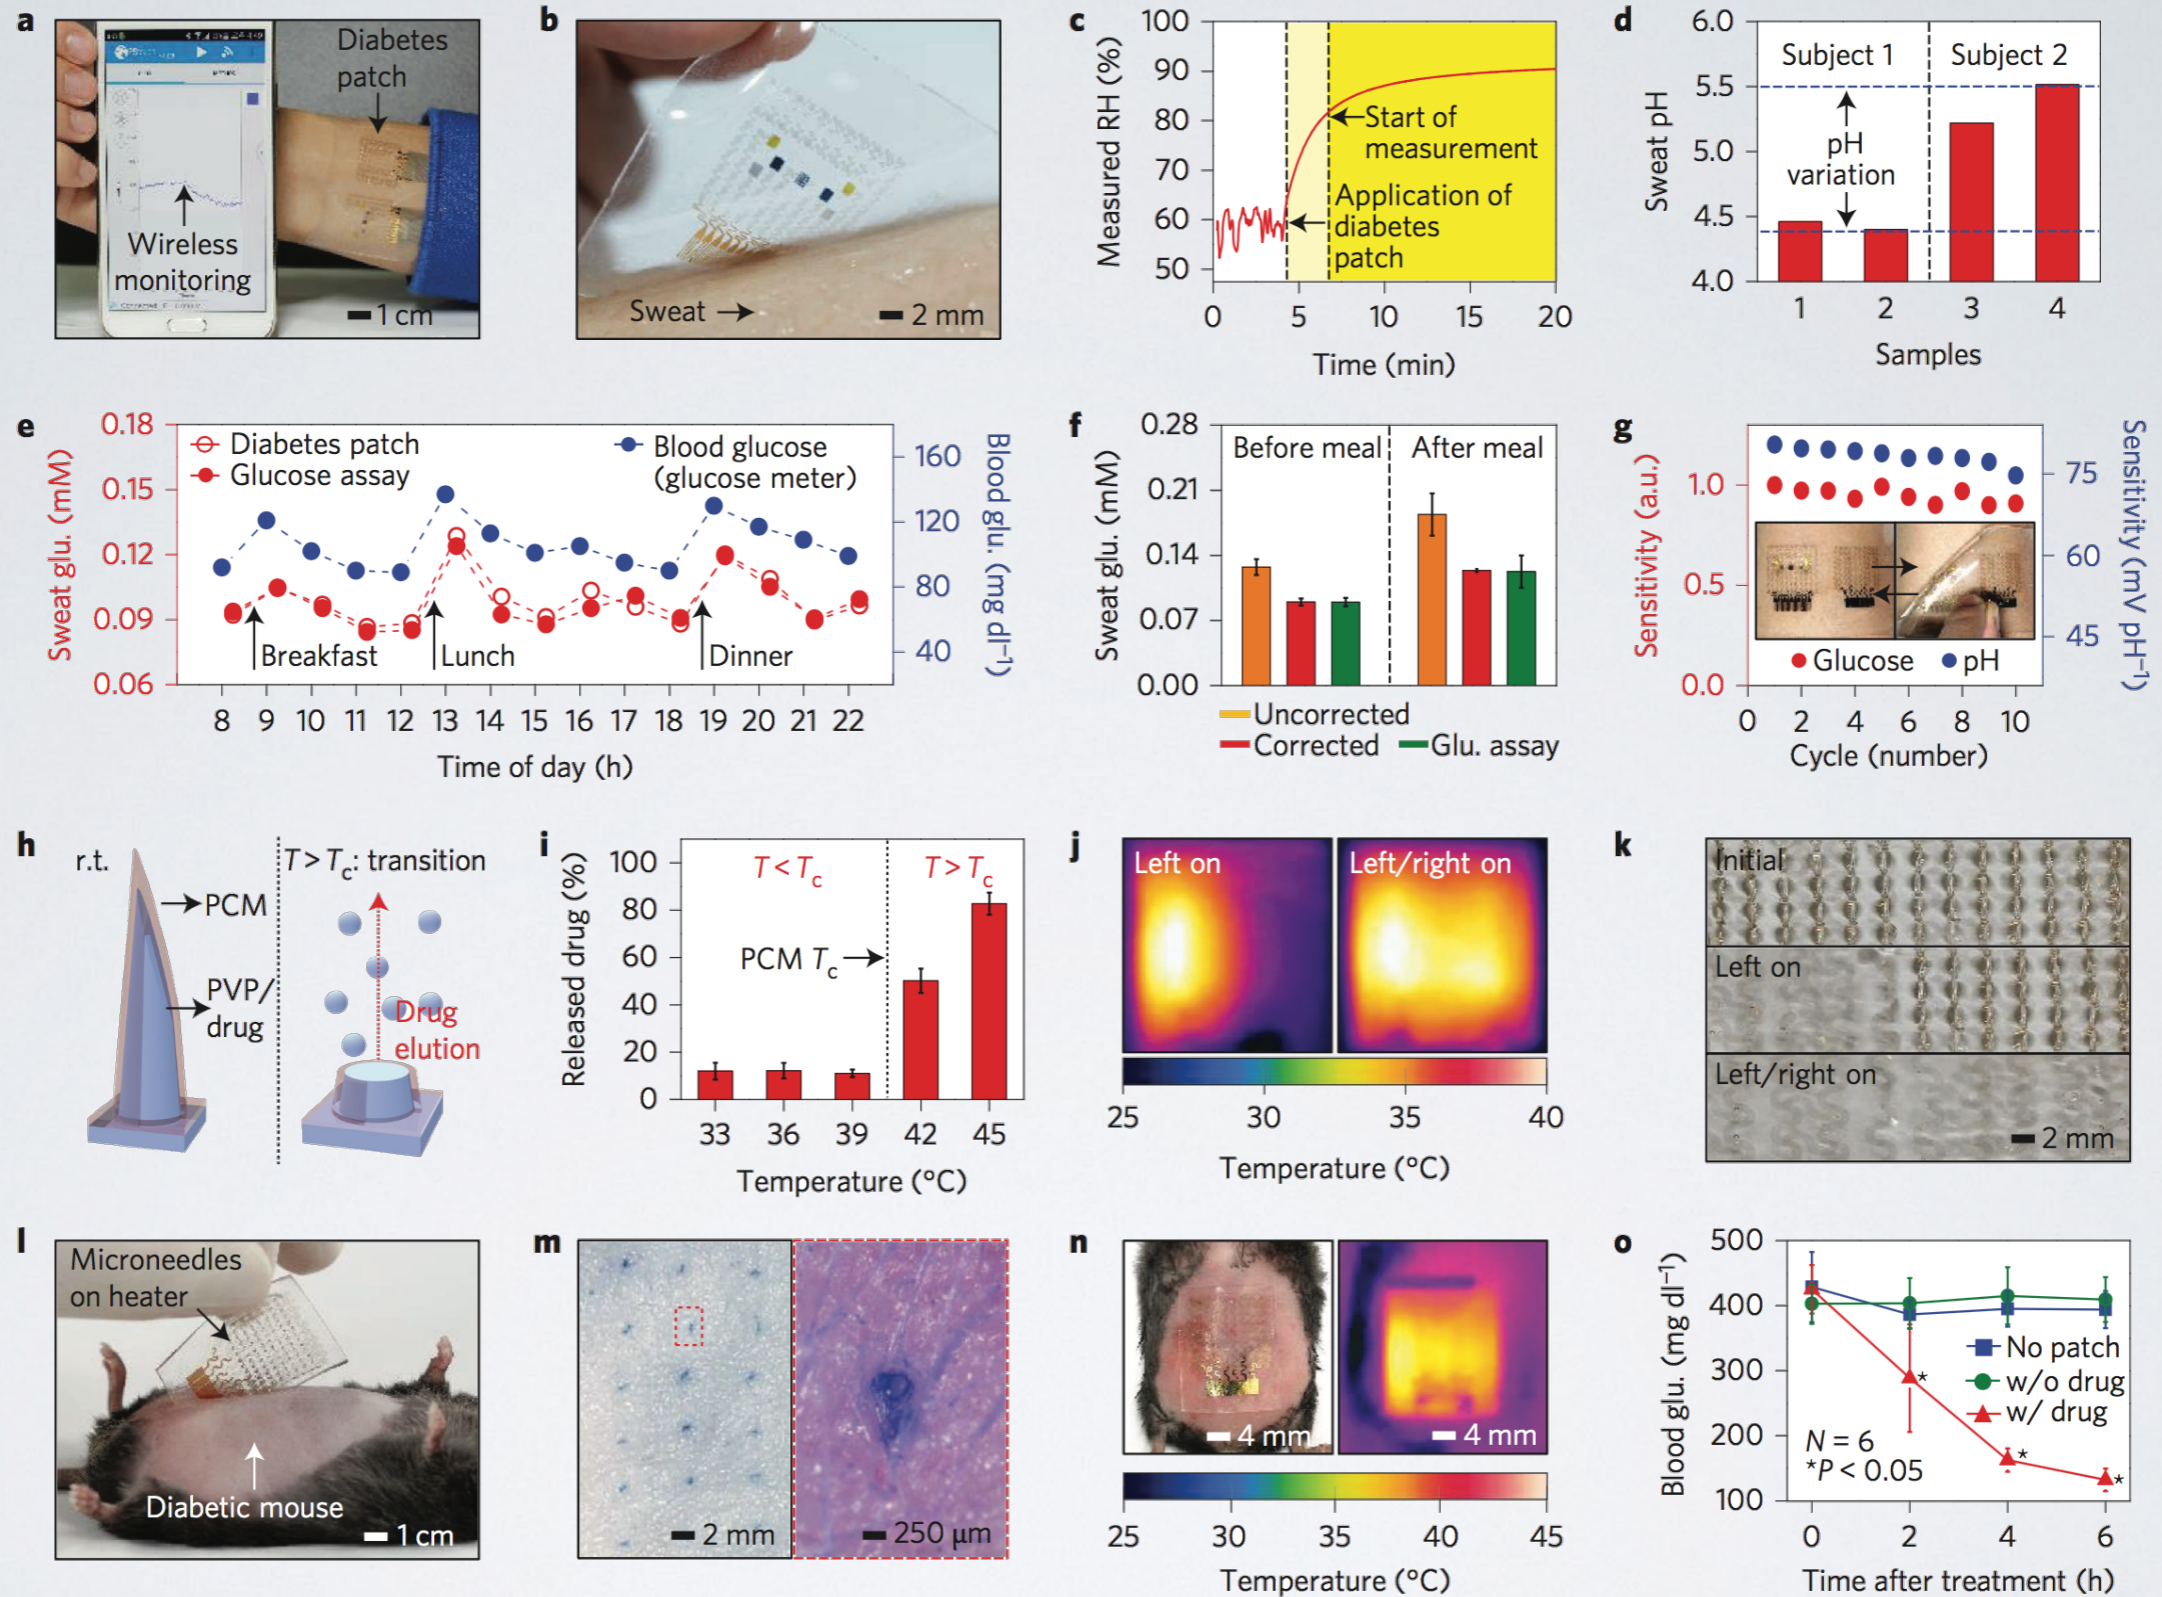 a
Diabetes
patch
Wireless
monitoring
1 cm
b
Sweat
2 mm
c
Measured RH (%)
100
90
80
70
60
50
Start of
measurement
Application of
diabetes
patch
0 5 10 15 20
Time (min)
d
Sweat pH
6.0
5.5
5.0
4.5
4.0
Subject 1 Subject 2
pH
variation
1 2 3 4
Samples
e
Sweat glu. (mM)
0.18
0.15
0.12
0.09
0.06
Diabetes patch
Glucose assay
Blood glucose
(glucose meter)
Breakfast
Lunch
Dinner
160
120
80
40
Blood glu. (mg dl⁻¹)
8 9 10 11 12 13 14 15 16 17 18 19 20 21 22
Time of day (h)
f
Sweat glu. (mM)
0.28
0.21
0.14
0.07
0.00
Before meal After meal
Uncorrected
Corrected Glu. assay
g
Sensitivity (a.u.)
1.0
0.5
0.0
75
60
45
Sensitivity (mV pH⁻¹)
Glucose pH
0 2 4 6 8 10
Cycle (number)
h
r.t.
T > Tc: transition
PCM
PVP/
drug
Drug
elution
i
Released drug (%)
100
80
60
40
20
0
T < Tc T > Tc
PCM Tc
33 36 39 42 45
Temperature (°C)
j
Left on Left/right on
25 30 35 40
Temperature (°C)
k
Initial
Left on
Left/right on
2 mm
l
Microneedles
on heater
Diabetic mouse
1 cm
m
2 mm
250 µm
n
4 mm
4 mm
25 30 35 40 45
Temperature (°C)
o
Blood glu. (mg dl⁻¹)
500
400
300
200
100
No patch
w/o drug
w/ drug
*
*
*
N = 6
*P < 0.05
0 2 4 6
Time after treatment (h)